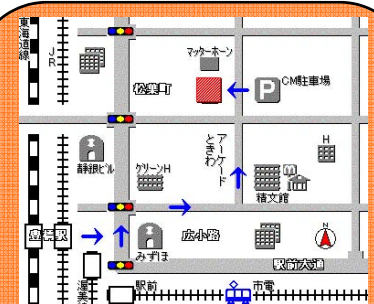 東海道線
JR
マッターホーン
松葉町
P
CM駐車場
アーケード
ときわ
H
静銀ビル
グリーンH
M
精文館
豊橋駅
みずほ
広小路
駅前大通
渥美
駅前
市電